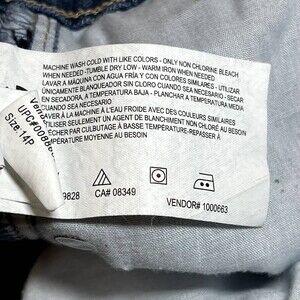 MACHINE WASH COLD WITH LIKE COLORS - ONLY NON CHLORINE BLEACH
WHEN NEEDED -TUMBLE DRY LOW - WARM IRON WHEN NEEDED
LAVAR A MÁQUINA CON AGUA FRÍA Y CON COLORES SIMILARES - UTILIZAR
ÚNICAMENTE BLANQUEADOR SIN CLORO CUANDO SEA NECESARIO - SECAR
EN SECADORA, A TEMPERATURA BAJA - PLANCHAR A TEMPERATURA MEDIA
CUANDO SEA NECESARIO
À LA MACHINE À L'EAU FROIDE AVEC COULEURS SIMILAIRES
UTILISER SEULEMENT UN AGENT DE BLANCHIMENT NON CHLORÉ AU BESOIN
PAR CULBUTAGE À BASSE TEMPÉRATURE- REPASSER À
TEMPÉRATURE MOYENNE AU BESOIN
UPC#
Size:14P
9828
CA# 08349
VENDOR# 1000663